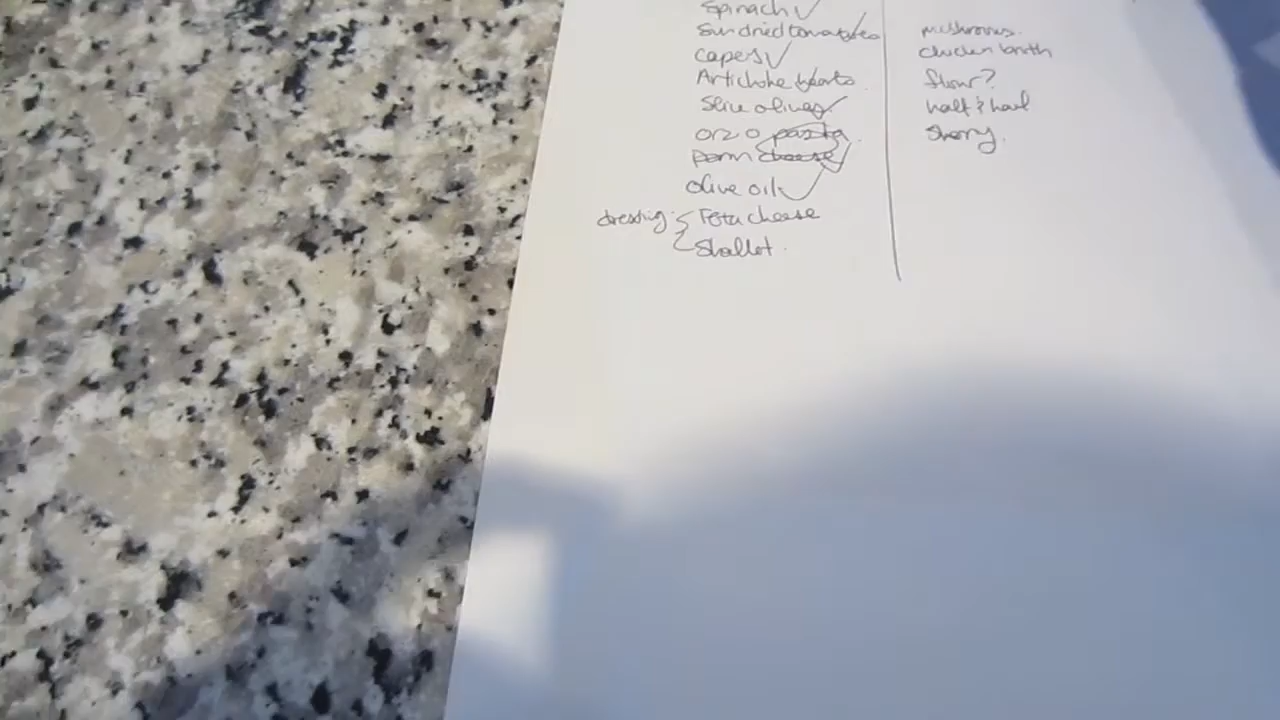 Spinach ✓
Sun dried tomatoes
capers ✓
Artichoke hearts
Slice olives ✓
orzo pasta
parm cheese
olive oil ✓
dressing: Feta cheese
Shallot
mushrooms.
chicken broth
flour?
half & half
Sherry.